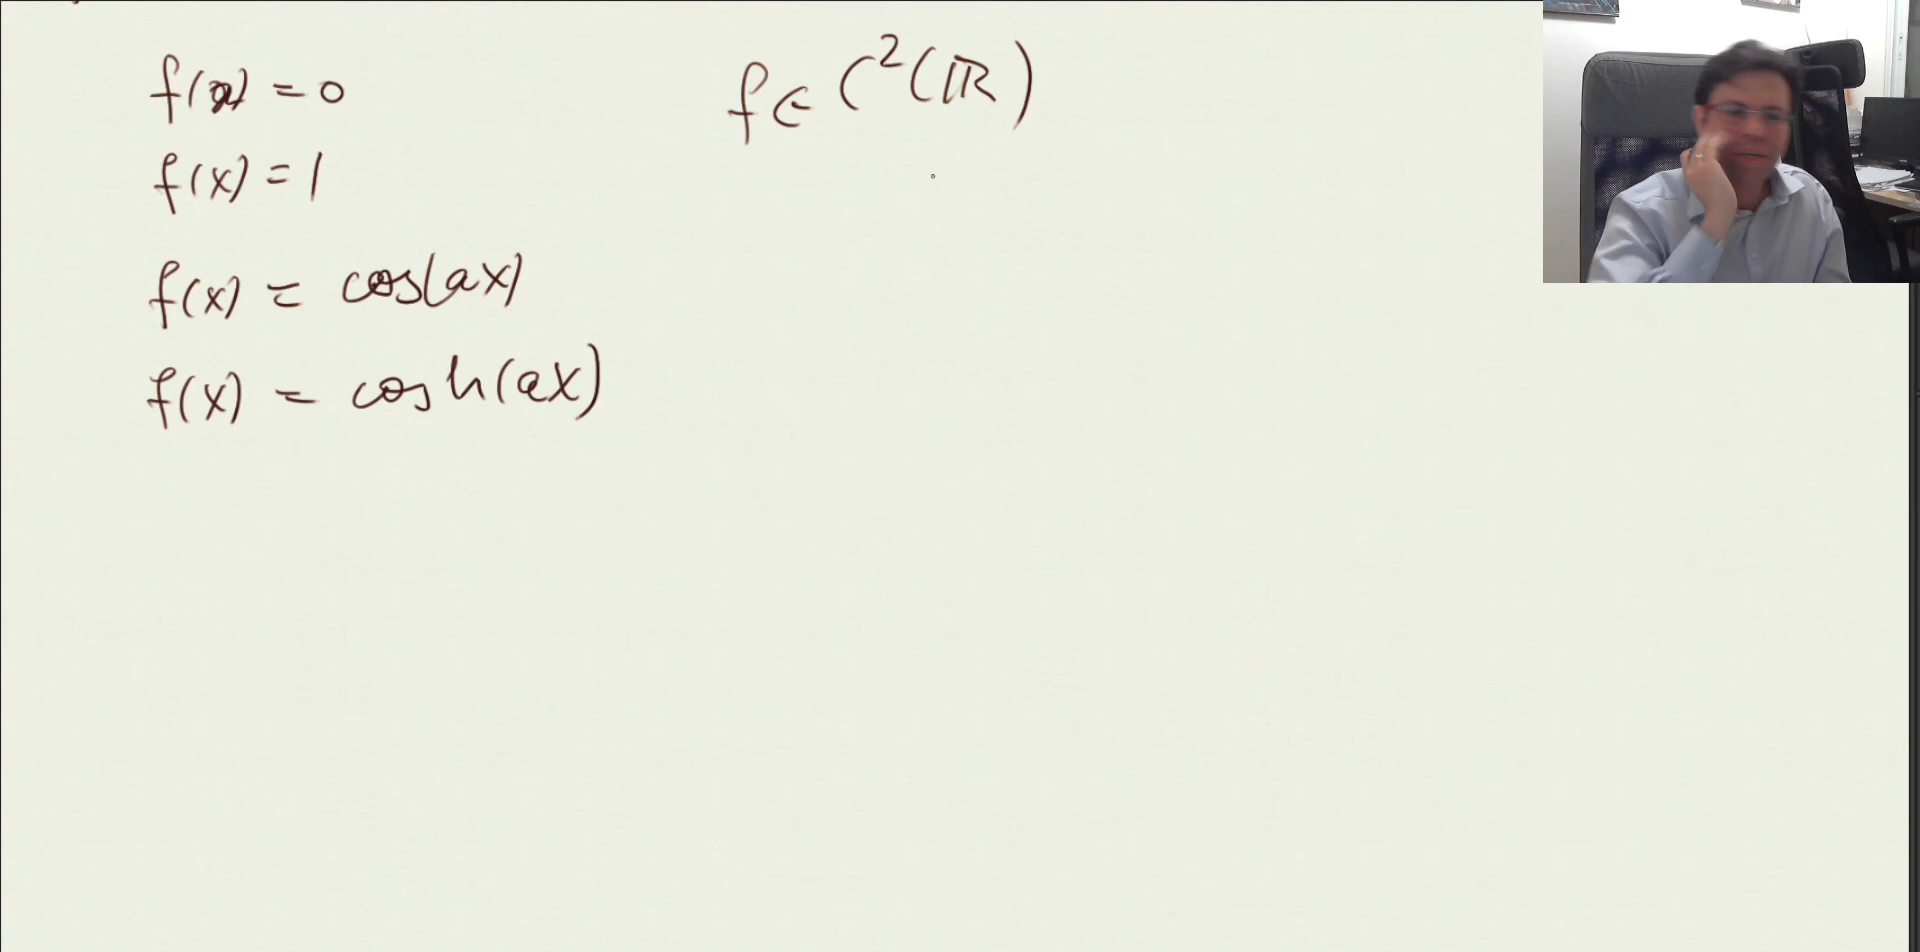 f(x) = 0
f(x) = 1
f(x) = cos(ax)
f(x) = cosh(ax)
f ∈ C²(ℝ)